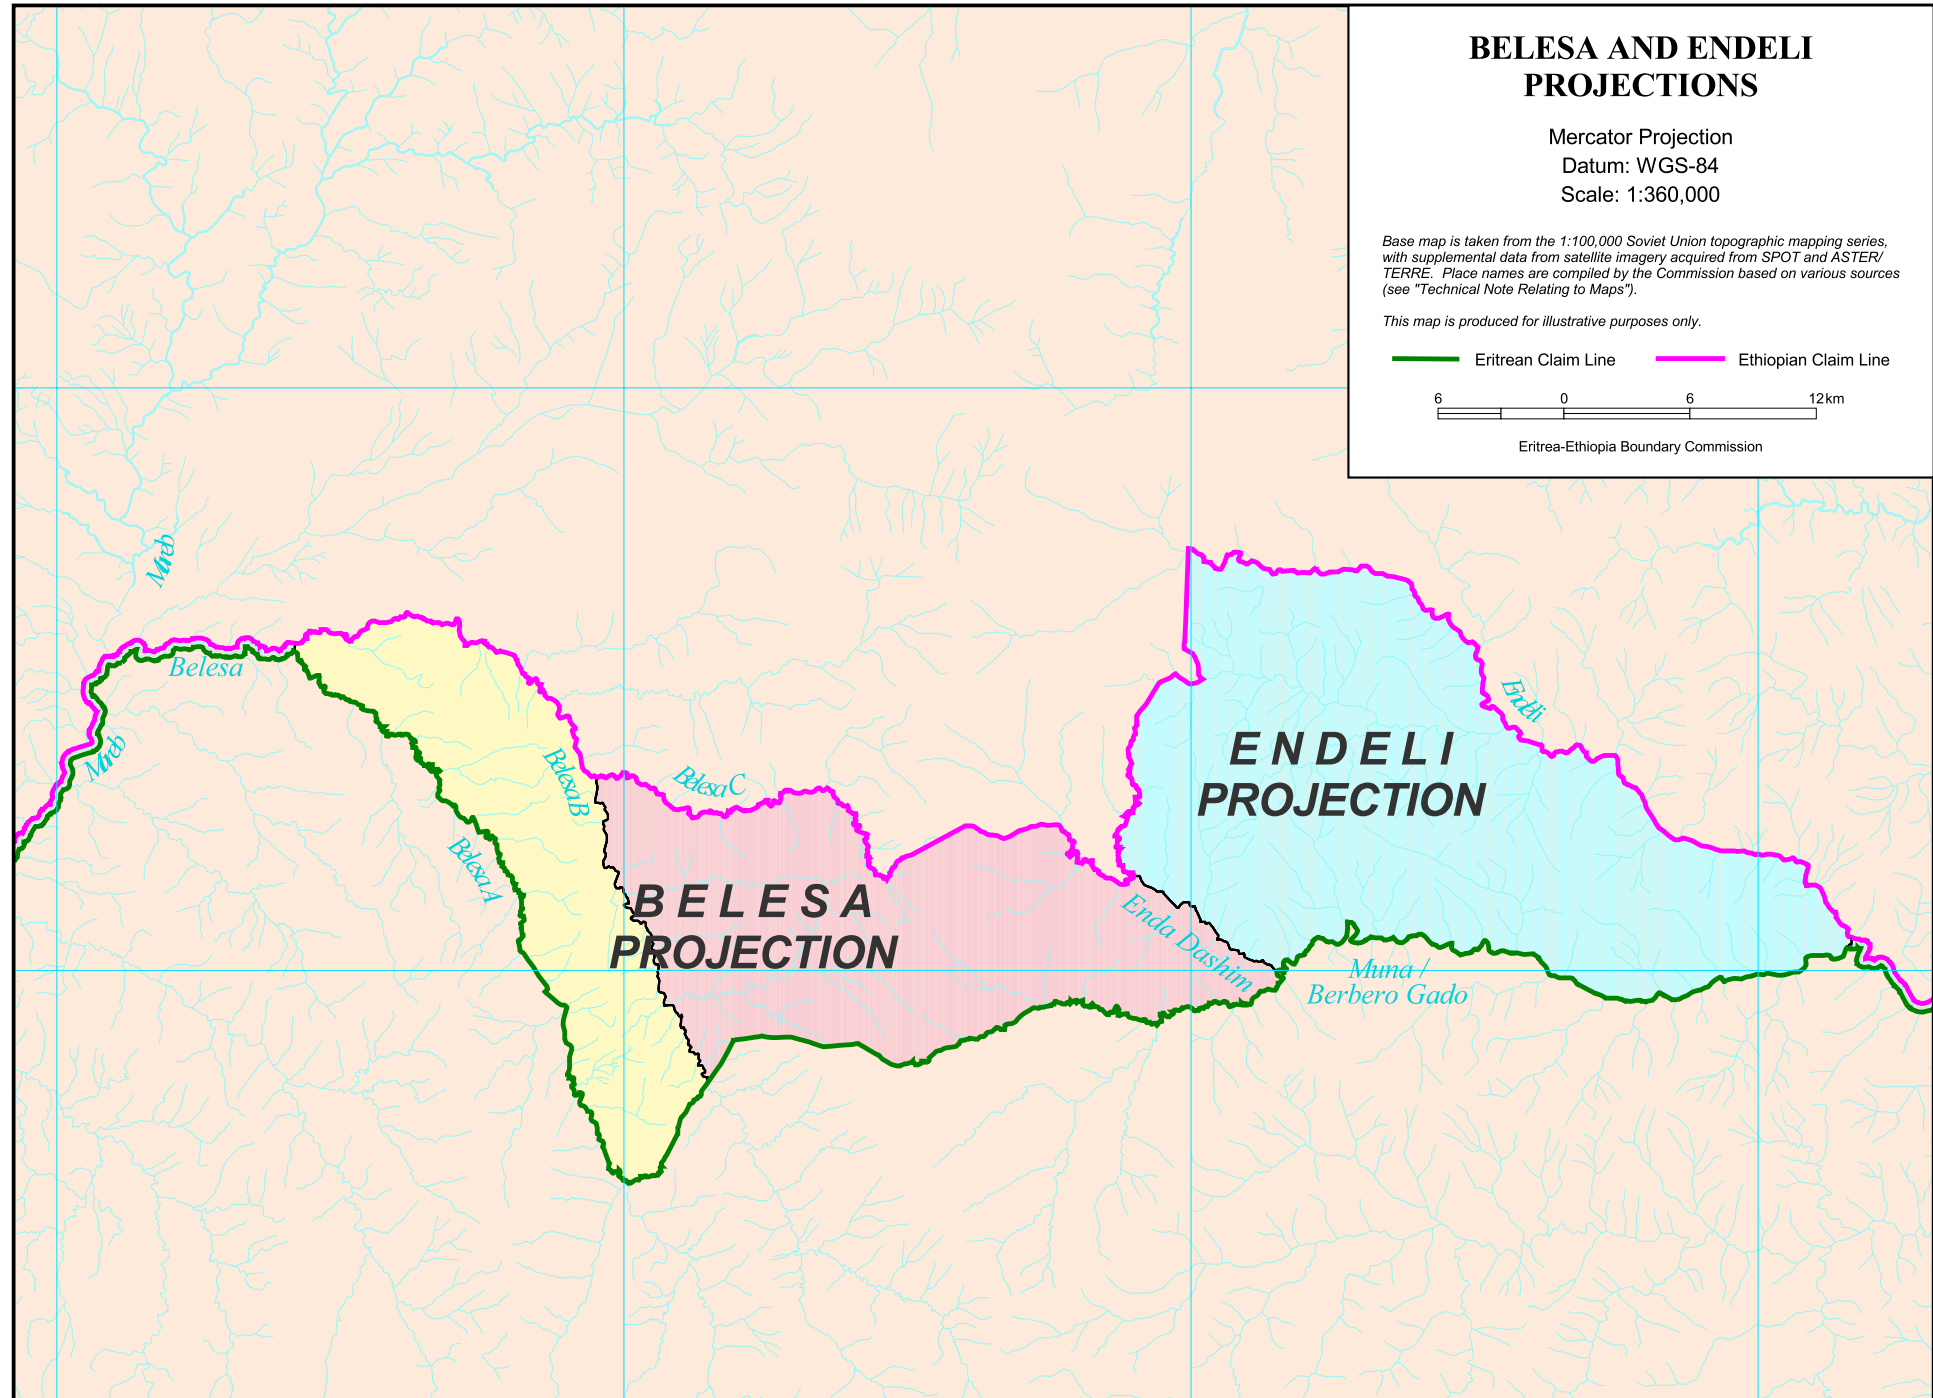 BELESA AND ENDELI
PROJECTIONS
Mercator Projection
Datum: WGS-84
Scale: 1:360,000
Base map is taken from the 1:100,000 Soviet Union topographic mapping series,
with supplemental data from satellite imagery acquired from SPOT and ASTER/
TERRE. Place names are compiled by the Commission based on various sources
(see "Technical Note Relating to Maps").
This map is produced for illustrative purposes only.
Eritrean Claim Line
Ethiopian Claim Line
6 0 6 12km
Eritrea-Ethiopia Boundary Commission
Mareb
Belesa
Mareb
Belesa A
Belesa B
Belesa C
Endeli
ENDELI
PROJECTION
BELESA
PROJECTION
Enda Dashim
Muna /
Berbero Gado